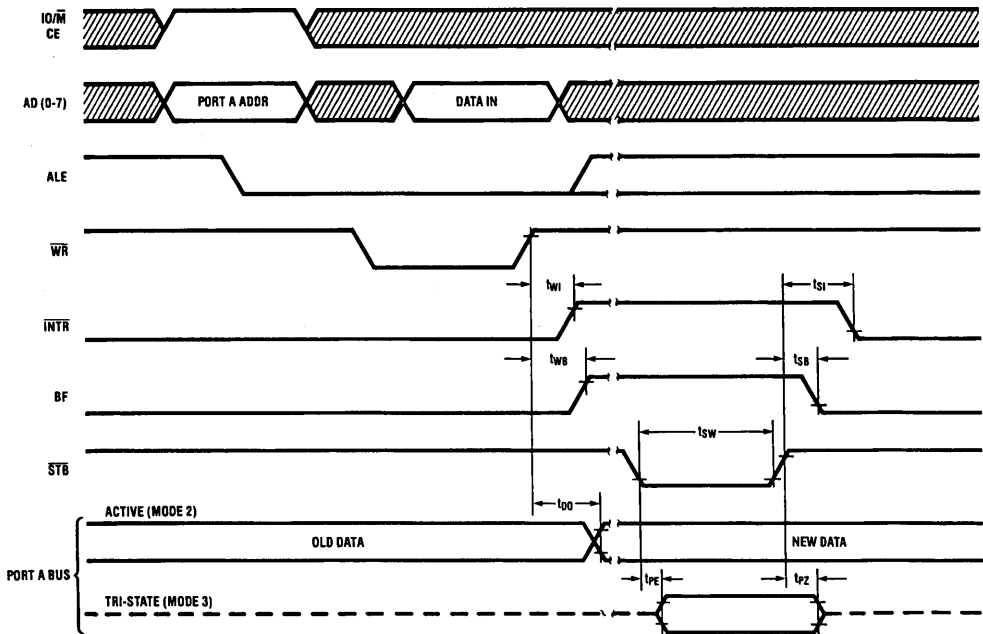 IO/M̅
CE
AD (0-7)
PORT A ADDR
DATA IN
ALE
W̅R̅
tWI
tSI
I̅N̅T̅R̅
tWB
tSB
BF
tSW
S̅T̅B̅
tDO
ACTIVE (MODE 2)
OLD DATA
NEW DATA
PORT A BUS
tPE
tPZ
TRI-STATE (MODE 3)